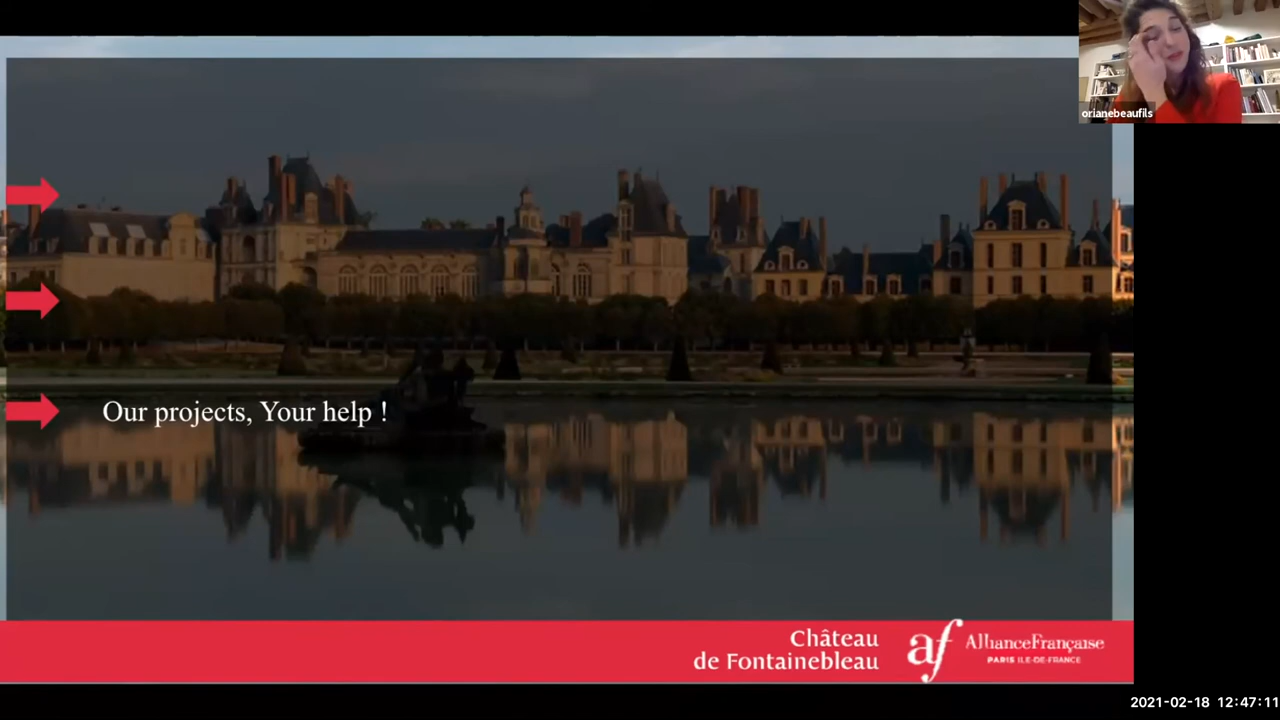 orianebeaufils
Our projects, Your help !
Château
de Fontainebleau
af AllianceFrançaise
PARIS ILE-DE-FRANCE
2021-02-18 12:47:11